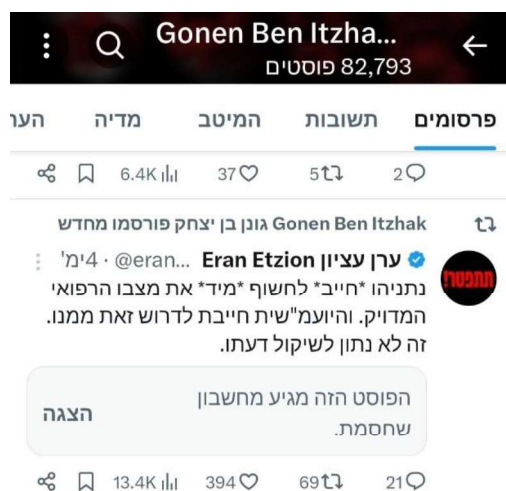 Gonen Ben Itzha...
82,793 פוסטים
פרסומים תשובות המיטב מדיה הער
2 5 37 6.4K
Gonen Ben Itzhak גונן בן יצחק פורסמו מחדש
ערן עציון Eran Etzion @eran... · 4ימ'
תתפטר!
נתניהו *חייב* לחשוף *מיד* את מצבו הרפואי
המדויק. והיועמ"שית חייבת לדרוש זאת ממנו.
זה לא נתון לשיקול דעתו.
הפוסט הזה מגיע מחשבון
שחסמת.
הצגה
21 69 394 13.4K